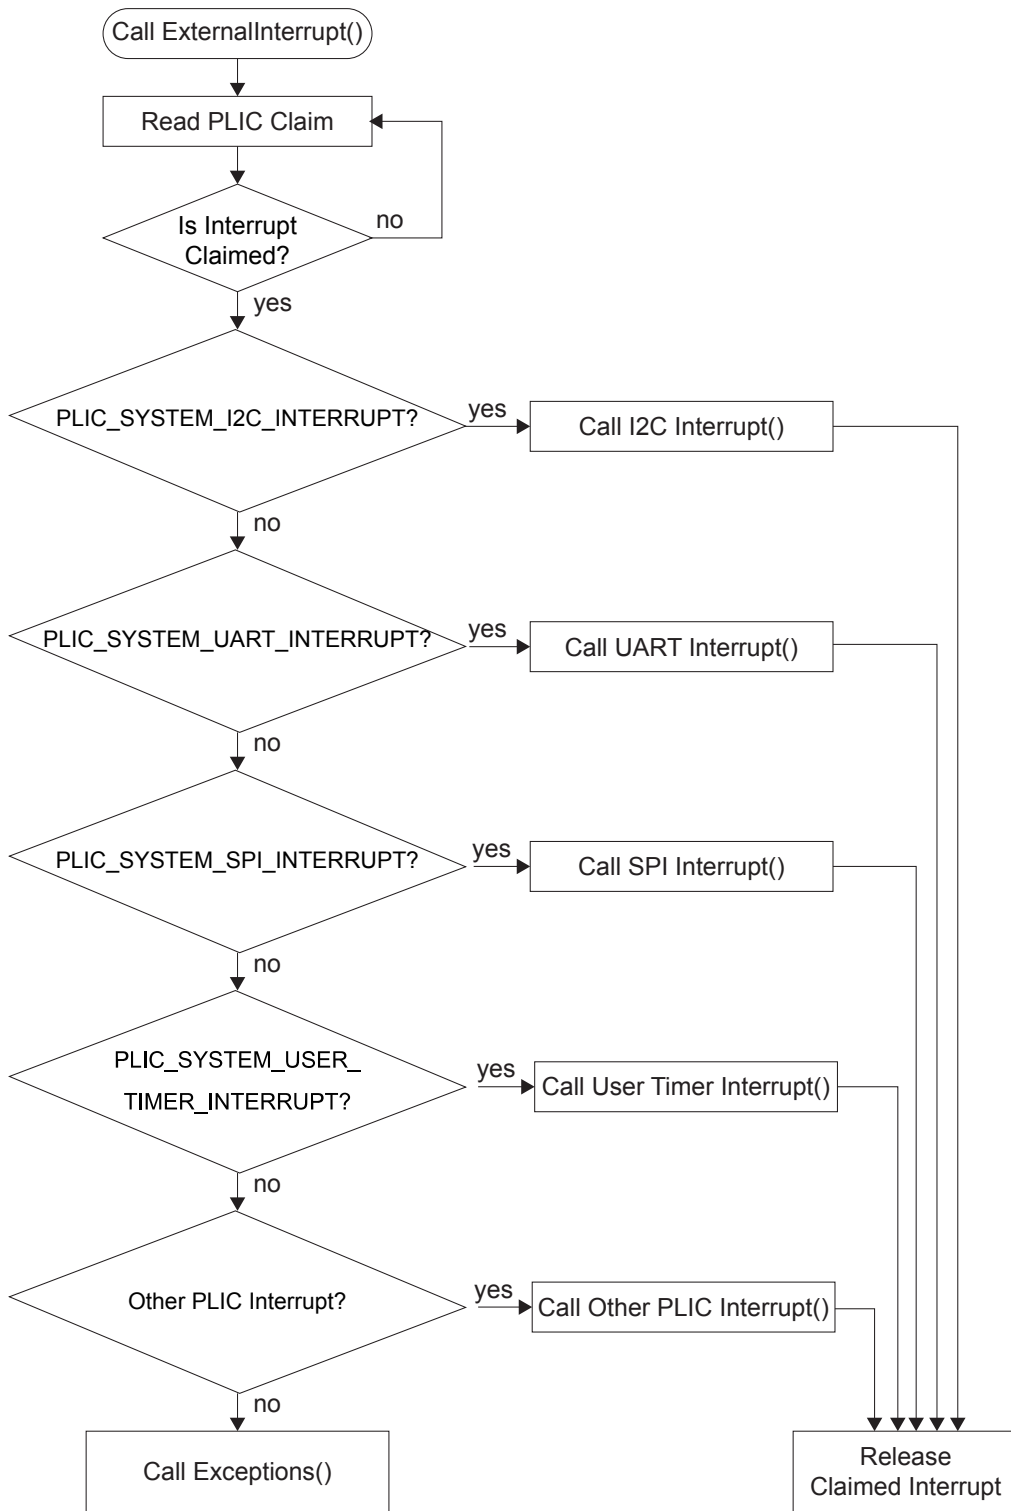 Call ExternalInterrupt()
Read PLIC Claim
Is Interrupt
Claimed?
no
yes
PLIC_SYSTEM_I2C_INTERRUPT?
yes
Call I2C Interrupt()
no
PLIC_SYSTEM_UART_INTERRUPT?
yes
Call UART Interrupt()
no
PLIC_SYSTEM_SPI_INTERRUPT?
yes
Call SPI Interrupt()
no
PLIC_SYSTEM_USER_
TIMER_INTERRUPT?
yes
Call User Timer Interrupt()
no
Other PLIC Interrupt?
yes
Call Other PLIC Interrupt()
no
Call Exceptions()
Release
Claimed Interrupt